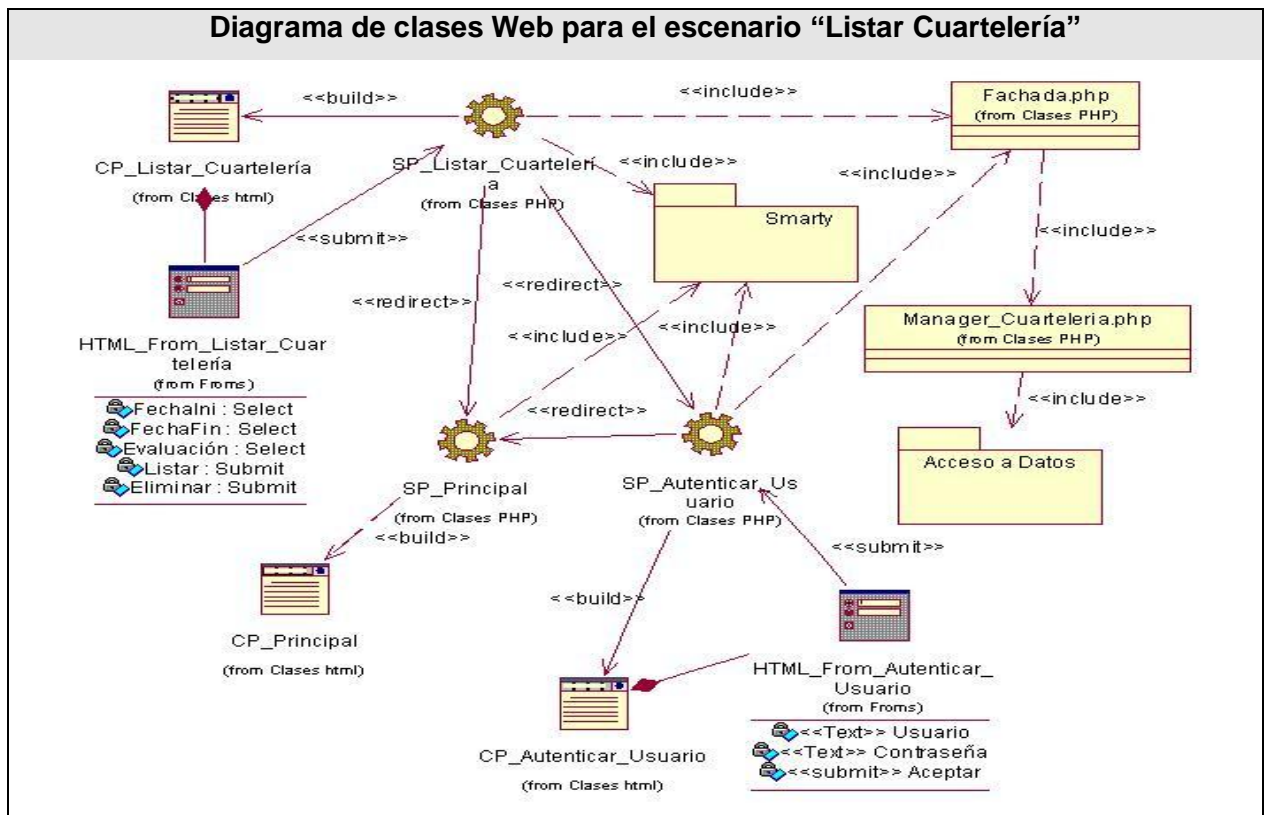 Diagrama de clases Web para el escenario “Listar Cuartelería”
<<build>>
<<include>>
Fachada.php
(from Clases PHP)
CP_Listar_Cuartelería
(from Clases html)
SP_Listar_Cuartelerí
a
(from Clases PHP)
<<include>>
<<include>>
Smarty
<<submit>>
<<include>>
<<redirect>>
<<redirect>>
<<include>>
<<include>>
Manager_Cuarteleria.php
(from Clases PHP)
HTML_From_Listar_Cuar
telería
(from Froms)
FechaIni : Select
FechaFin : Select
Evaluación : Select
Listar : Submit
Eliminar : Submit
<<redirect>>
<<include>>
Acceso a Datos
SP_Principal
(from Clases PHP)
SP_Autenticar_Us
uario
(from Clases PHP)
<<build>>
<<submit>>
<<build>>
CP_Principal
(from Clases html)
HTML_From_Autenticar_
Usuario
(from Froms)
<<Text>> Usuario
<<Text>> Contraseña
<<submit>> Aceptar
CP_Autenticar_Usuario
(from Clases html)